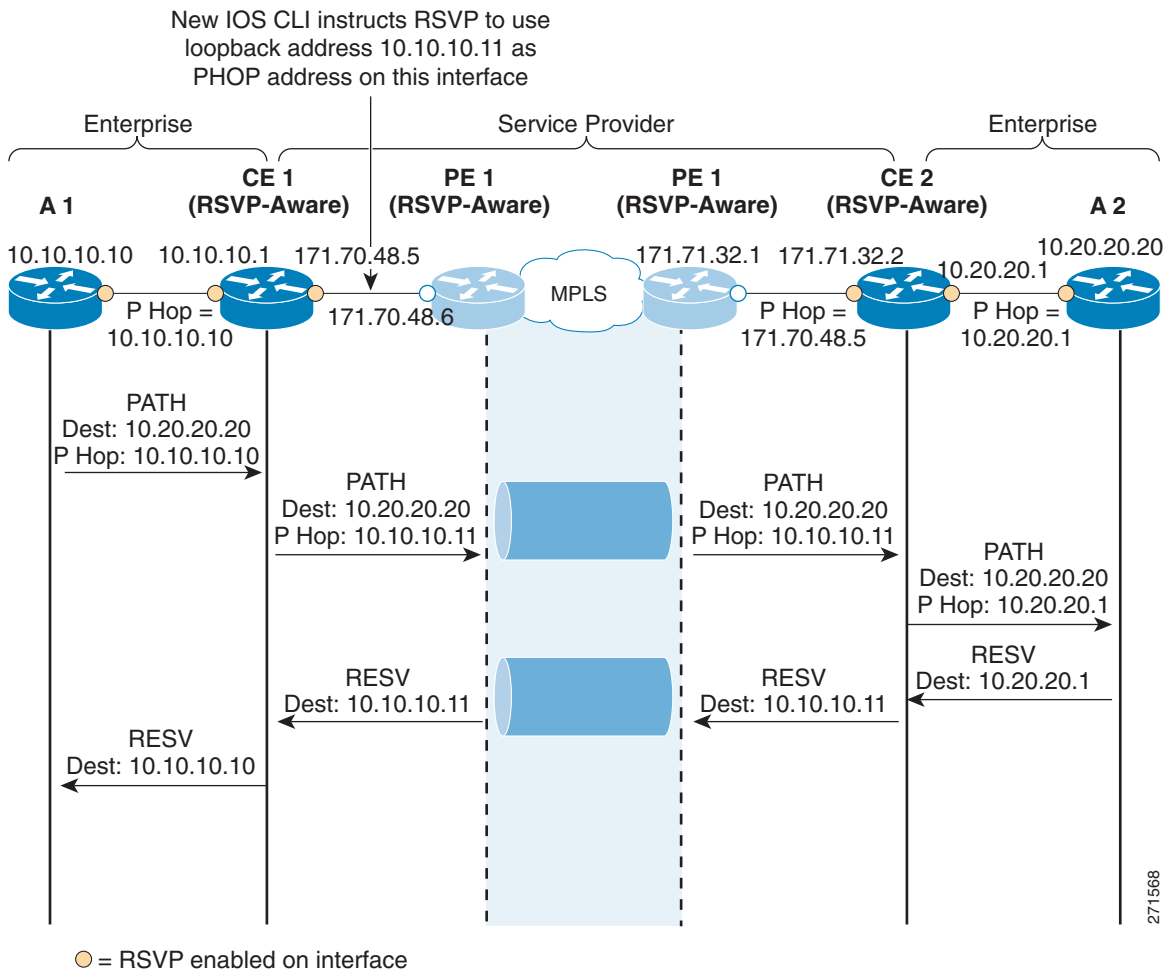 New IOS CLI instructs RSVP to use
loopback address 10.10.10.11 as
PHOP address on this interface
Enterprise
Service Provider
Enterprise
A 1
CE 1
(RSVP-Aware)
PE 1
(RSVP-Aware)
PE 1
(RSVP-Aware)
CE 2
(RSVP-Aware)
A 2
10.10.10.10
10.10.10.1
171.70.48.5
171.70.48.6
171.71.32.1
171.71.32.2
10.20.20.1
10.20.20.20
MPLS
P Hop =
10.10.10.10
P Hop =
171.70.48.5
P Hop =
10.20.20.1
PATH
Dest: 10.20.20.20
P Hop: 10.10.10.10
PATH
Dest: 10.20.20.20
P Hop: 10.10.10.11
PATH
Dest: 10.20.20.20
P Hop: 10.10.10.11
PATH
Dest: 10.20.20.20
P Hop: 10.20.20.1
RESV
Dest: 10.20.20.1
RESV
Dest: 10.10.10.11
RESV
Dest: 10.10.10.11
RESV
Dest: 10.10.10.10
271568
= RSVP enabled on interface